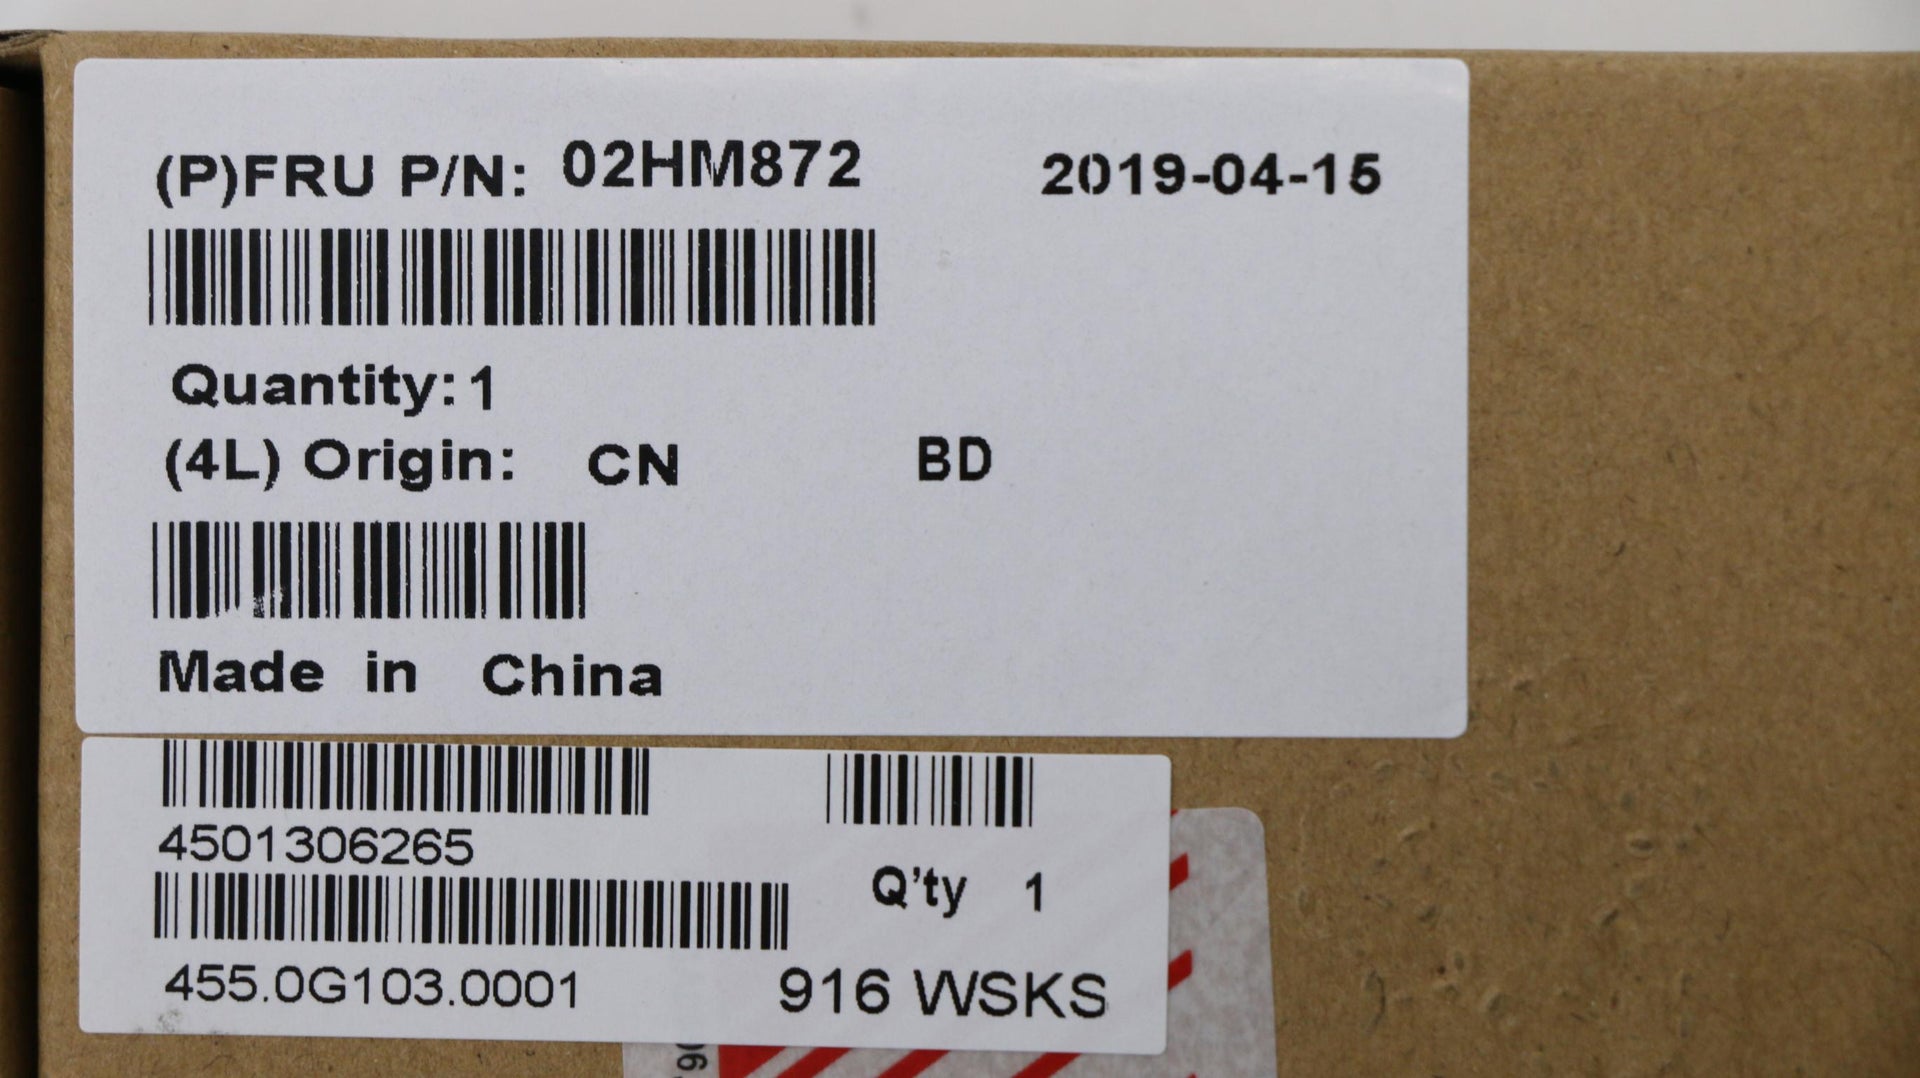 (P)FRU P/N: 02HM872 2019-04-15
Quantity: 1
(4L) Origin: CN BD
Made in China
4501306265
Q'ty 1
455.0G103.0001 916 WSKS